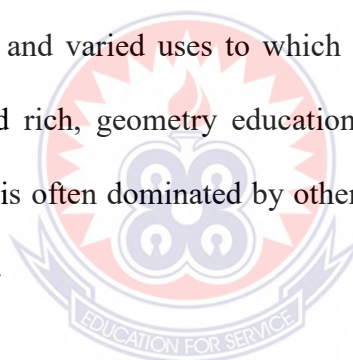 and varied uses to which
rich, geometry education
is often dominated by other
EDUCATION FOR SERVICE